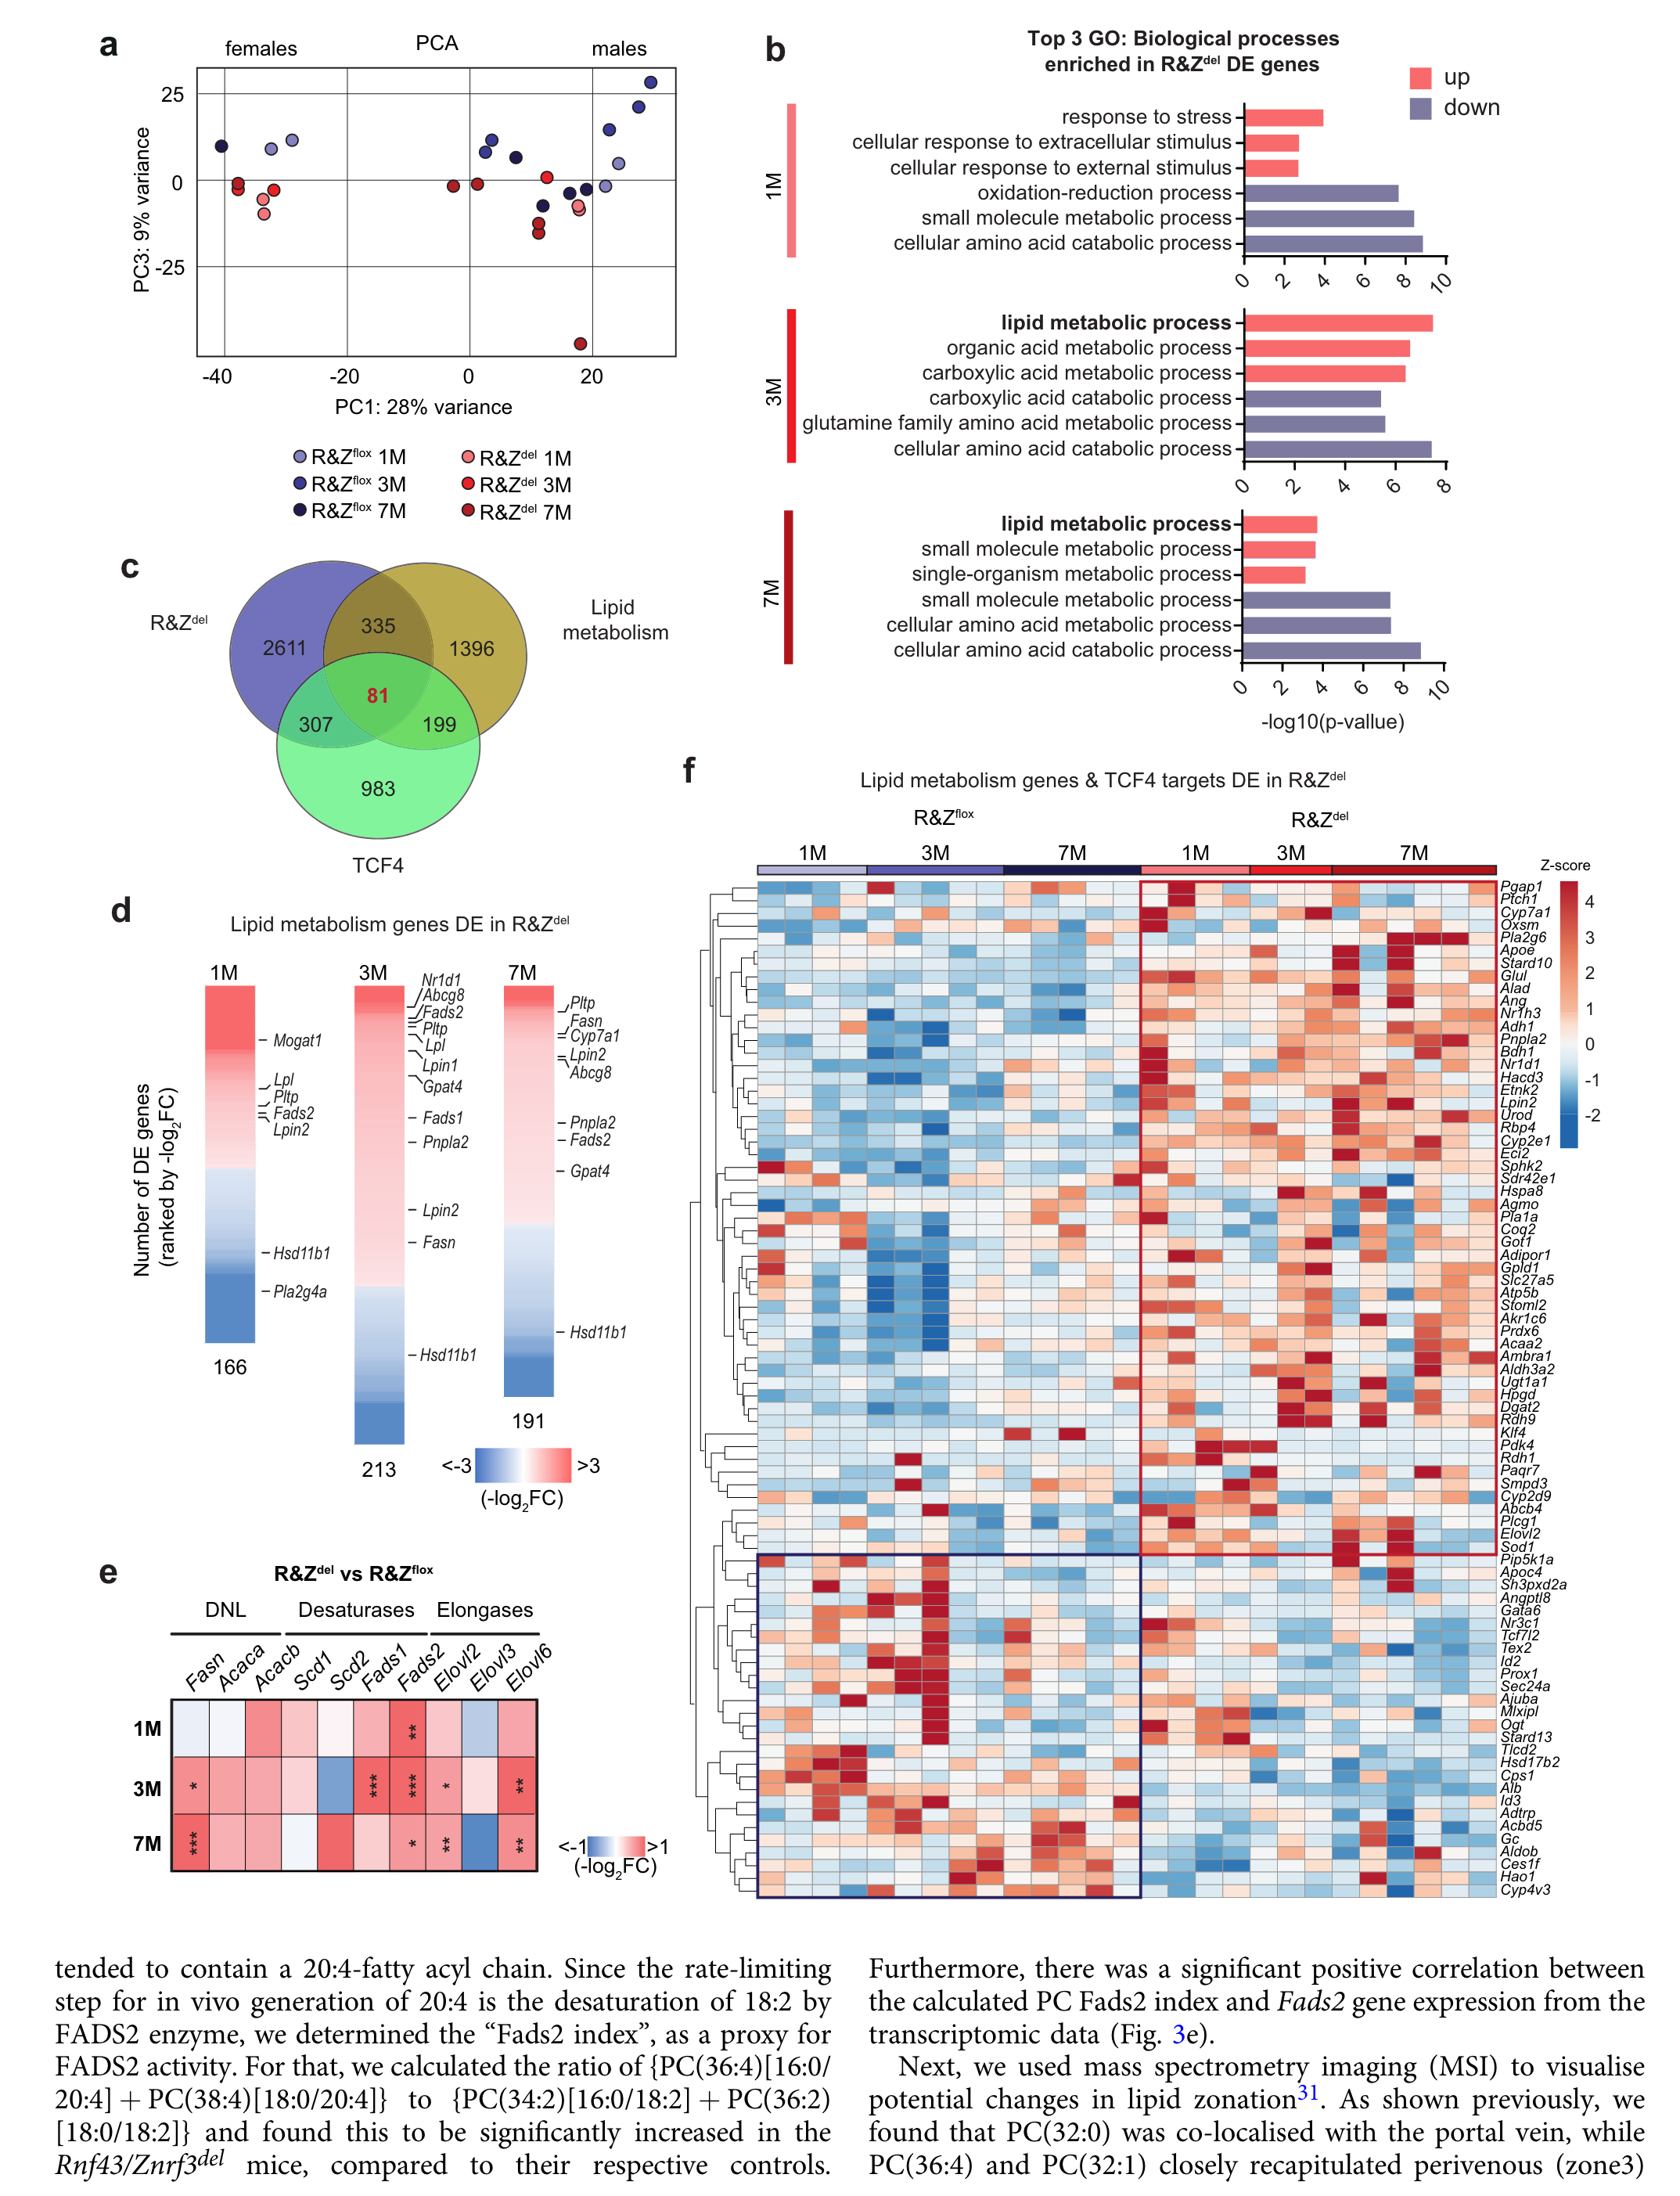 a
females PCA males
PC3: 9% variance
25
0
-25
-40 -20 0 20
PC1: 28% variance
R&Zflox 1M R&Zdel 1M
R&Zflox 3M R&Zdel 3M
R&Zflox 7M R&Zdel 7M
b
Top 3 GO: Biological processes
enriched in R&Zdel DE genes
up
down
1M
response to stress
cellular response to extracellular stimulus
cellular response to external stimulus
oxidation-reduction process
small molecule metabolic process
cellular amino acid catabolic process
0 2 4 6 8 10
3M
lipid metabolic process
organic acid metabolic process
carboxylic acid metabolic process
carboxylic acid catabolic process
glutamine family amino acid metabolic process
cellular amino acid catabolic process
0 2 4 6 8
7M
lipid metabolic process
small molecule metabolic process
single-organism metabolic process
small molecule metabolic process
cellular amino acid metabolic process
cellular amino acid catabolic process
0 2 4 6 8 10
-log10(p-vallue)
c
R&Zdel
Lipid
metabolism
335
2611 1396
81
307 199
983
TCF4
d
Lipid metabolism genes DE in R&Zdel
Number of DE genes
(ranked by -log2FC)
1M
Mogat1
Lpl
Pltp
Fads2
Lpin2
Hsd11b1
Pla2g4a
166
3M
Nr1d1
Abcg8
Fads2
Pltp
Lpl
Lpin1
Gpat4
Fads1
Pnpla2
Lpin2
Fasn
Hsd11b1
213
7M
Pltp
Fasn
Cyp7a1
Lpin2
Abcg8
Pnpla2
Fads2
Gpat4
Hsd11b1
191
<-3 >3
(-log2FC)
e
R&Zdel vs R&Zflox
DNL Desaturases Elongases
Fasn Acaca Acacb Scd1 Scd2 Fads1 Fads2 Elovl2 Elovl3 Elovl6
1M **
3M * *** *** * **
7M *** * ** **
<-1 >1
(-log2FC)
f
Lipid metabolism genes & TCF4 targets DE in R&Zdel
R&Zflox R&Zdel
1M 3M 7M 1M 3M 7M
Z-score
4
3
2
1
0
-1
-2
Pgap1
Ptch1
Cyp7a1
Oxsm
Pla2g6
Apoe
Stard10
Glul
Alad
Ang
Nr1h3
Adh1
Pnpla2
Bdh1
Nr1d1
Hacd3
Etnk2
Lpin2
Urod
Rbp4
Cyp2e1
Eci2
Sphk2
Sdr42e1
Hspa8
Agmo
Pla1a
Coq2
Got1
Adipor1
Gpld1
Slc27a5
Atp5b
Stoml2
Akr1c6
Prdx6
Acaa2
Ambra1
Aldh3a2
Ugt1a1
Hpgd
Dgat2
Rdh9
Klf4
Pdk4
Rdh1
Paqr7
Smpd3
Cyp2d9
Abcb4
Plcg1
Elovl2
Sod1
Pip5k1a
Apoc4
Sh3pxd2a
Angptl8
Gata6
Nr3c1
Tcf7l2
Tex2
Id2
Prox1
Sec24a
Ajuba
Mlxipl
Ogt
Stard13
Tlcd2
Hsd17b2
Cps1
Alb
Id3
Adtrp
Acbd5
Gc
Aldob
Ces1f
Hao1
Cyp4v3
tended to contain a 20:4-fatty acyl chain. Since the rate-limiting
step for in vivo generation of 20:4 is the desaturation of 18:2 by
FADS2 enzyme, we determined the “Fads2 index”, as a proxy for
FADS2 activity. For that, we calculated the ratio of {PC(36:4)[16:0/
20:4] + PC(38:4)[18:0/20:4]} to {PC(34:2)[16:0/18:2] + PC(36:2)
[18:0/18:2]} and found this to be significantly increased in the
Rnf43/Znrf3del mice, compared to their respective controls.
Furthermore, there was a significant positive correlation between
the calculated PC Fads2 index and Fads2 gene expression from the
transcriptomic data (Fig. 3e).
Next, we used mass spectrometry imaging (MSI) to visualise
potential changes in lipid zonation31. As shown previously, we
found that PC(32:0) was co-localised with the portal vein, while
PC(36:4) and PC(32:1) closely recapitulated perivenous (zone3)